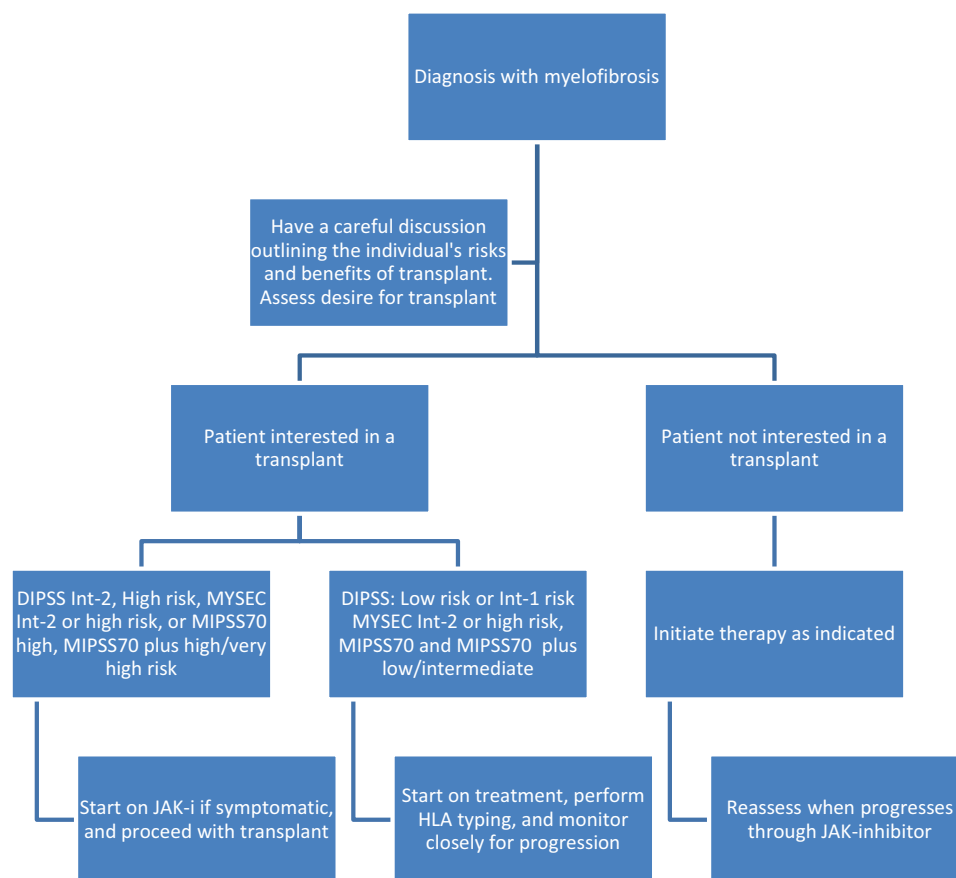 Diagnosis with myelofibrosis
Have a careful discussion
outlining the individual's risks
and benefits of transplant.
Assess desire for transplant
Patient interested in a
transplant
Patient not interested in a
transplant
DIPSS Int-2, High risk, MYSEC
Int-2 or high risk, or MIPSS70
high, MIPSS70 plus high/very
high risk
DIPSS: Low risk or Int-1 risk
MYSEC Int-2 or high risk,
MIPSS70 and MIPSS70 plus
low/intermediate
Initiate therapy as indicated
Start on JAK-i if symptomatic,
and proceed with transplant
Start on treatment, perform
HLA typing, and monitor
closely for progression
Reassess when progresses
through JAK-inhibitor